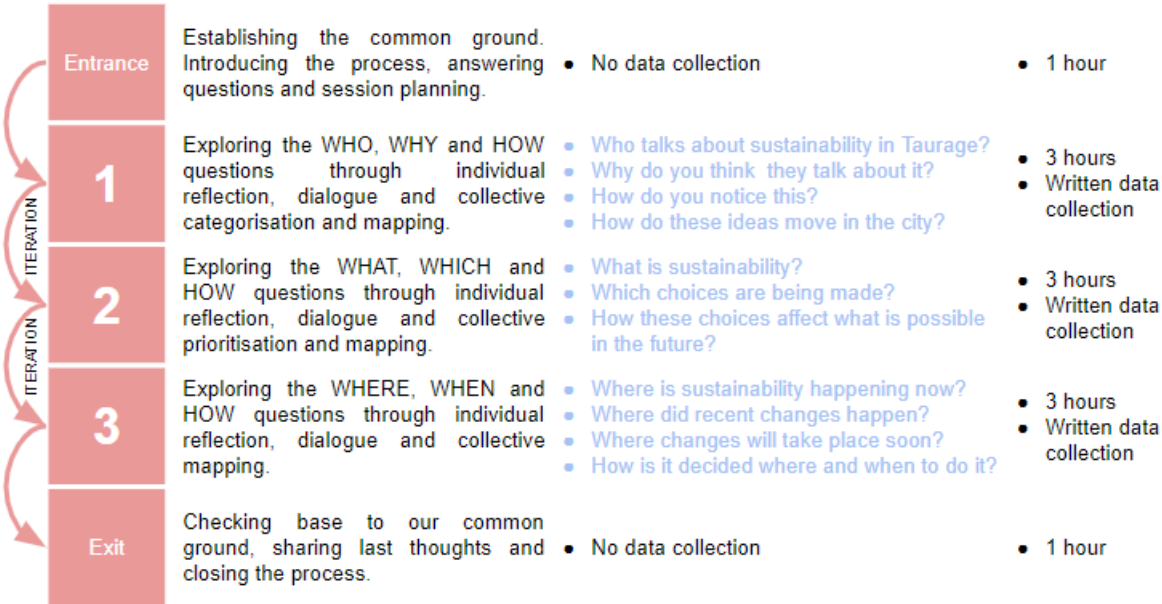 Entrance
Establishing the common ground.
Introducing the process, answering
questions and session planning.
• No data collection
• 1 hour
ITERATION
1
Exploring the WHO, WHY and HOW
questions through individual
reflection, dialogue and collective
categorisation and mapping.
• Who talks about sustainability in Taurage?
• Why do you think they talk about it?
• How do you notice this?
• How do these ideas move in the city?
• 3 hours
• Written data
collection
ITERATION
2
Exploring the WHAT, WHICH and
HOW questions through individual
reflection, dialogue and collective
prioritisation and mapping.
• What is sustainability?
• Which choices are being made?
• How these choices affect what is possible
in the future?
• 3 hours
• Written data
collection
3
Exploring the WHERE, WHEN and
HOW questions through individual
reflection, dialogue and collective
mapping.
• Where is sustainability happening now?
• Where did recent changes happen?
• Where changes will take place soon?
• How is it decided where and when to do it?
• 3 hours
• Written data
collection
Exit
Checking base to our common
ground, sharing last thoughts and
closing the process.
• No data collection
• 1 hour